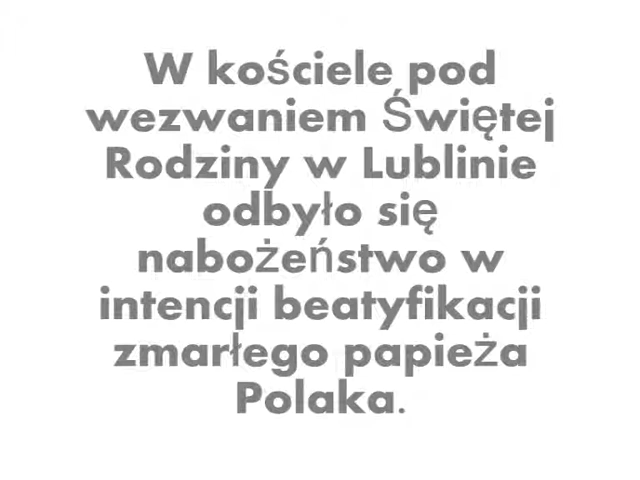 W kościele pod
wezwaniem Świętej
Rodziny w Lublinie
odbyło się
nabożeństwo w
intencji beatyfikacji
zmarłego papieża
Polaka.